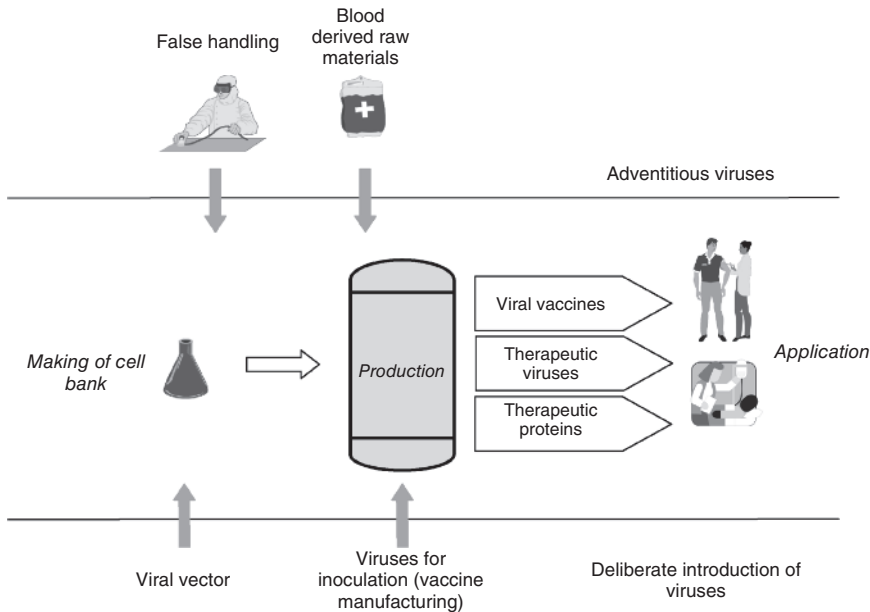 False handling
Blood
derived raw
materials
Adventitious viruses
Making of cell
bank
Production
Viral vaccines
Therapeutic
viruses
Therapeutic
proteins
Application
Viral vector
Viruses for
inoculation (vaccine
manufacturing)
Deliberate introduction of
viruses